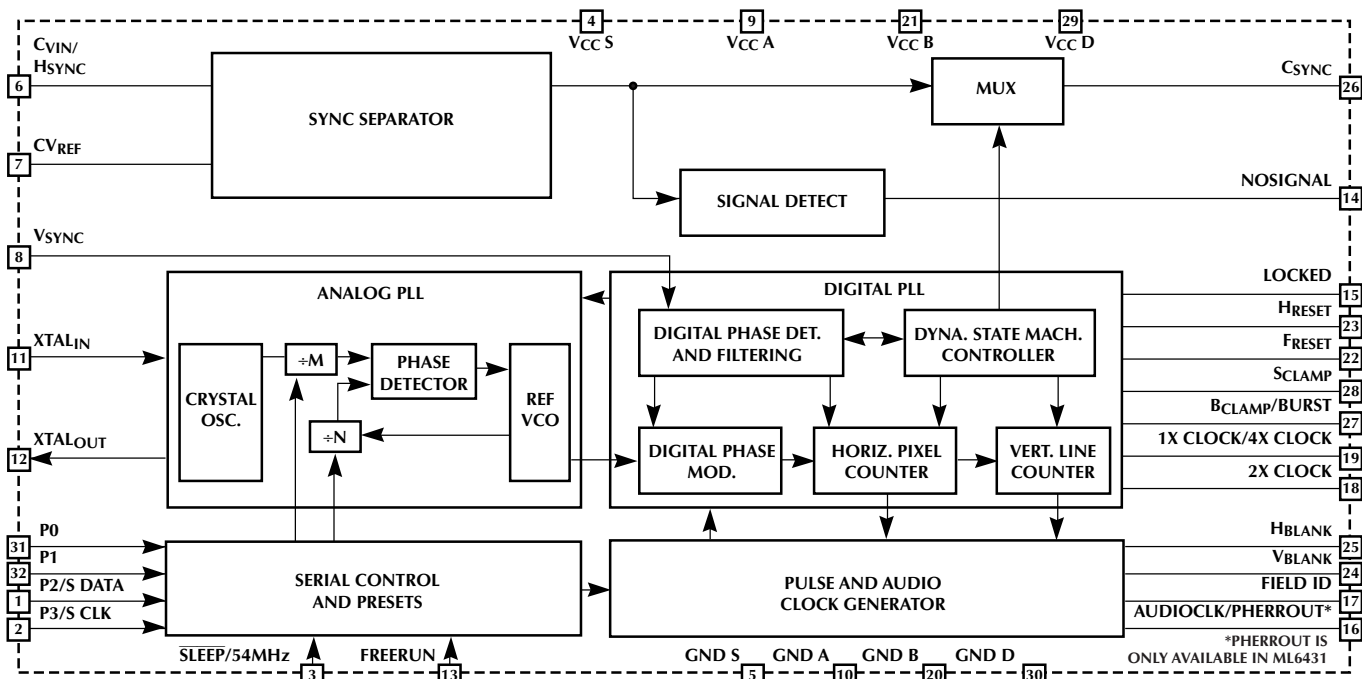 4
9
21
29
VCC S
VCC A
VCC B
VCC D
CVIN/
HSYNC
6
SYNC SEPARATOR
MUX
CSYNC
26
CVREF
7
SIGNAL DETECT
NOSIGNAL
14
VSYNC
8
ANALOG PLL
DIGITAL PLL
LOCKED
15
HRESET
23
FRESET
22
SCLAMP
28
BCLAMP/BURST
27
1X CLOCK/4X CLOCK
19
2X CLOCK
18
XTALIN
11
XTALOUT
12
CRYSTAL
OSC.
÷M
÷N
PHASE
DETECTOR
REF
VCO
DIGITAL PHASE DET.
AND FILTERING
DYNA. STATE MACH.
CONTROLLER
DIGITAL PHASE
MOD.
HORIZ. PIXEL
COUNTER
VERT. LINE
COUNTER
P0
31
P1
32
P2/S DATA
1
P3/S CLK
2
SERIAL CONTROL
AND PRESETS
PULSE AND AUDIO
CLOCK GENERATOR
HBLANK
25
VBLANK
24
FIELD ID
17
AUDIOCLK/PHERROUT*
16
*PHERROUT IS
ONLY AVAILABLE IN ML6431
SLEEP/54MHz
3
FREERUN
13
GND S
5
GND A
10
GND B
20
GND D
30